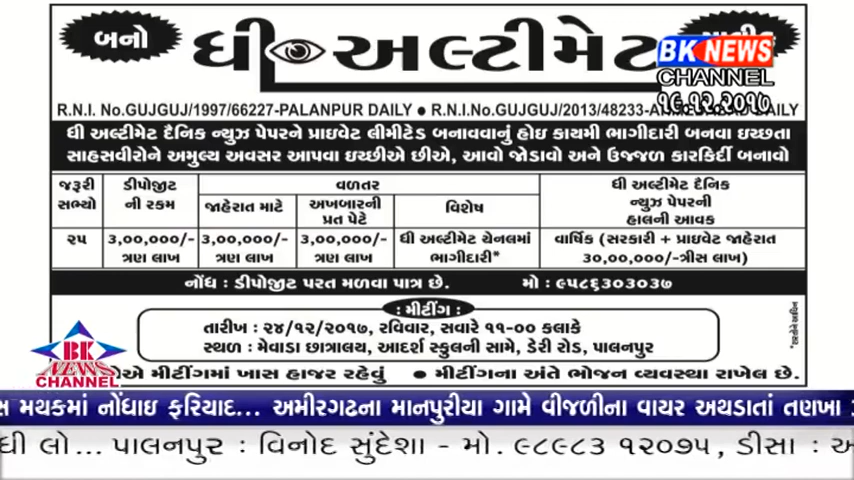 બનો
ધી અલ્ટીમેટ
BK NEWS
CHANNEL
૧૯.૧૨.૨૦૧૭
R.N.I. No.GUJGUJ/1997/66227-PALANPUR DAILY ● R.N.I.No.GUJGUJ/2013/48233- DAILY
ધી અલ્ટીમેટ દૈનિક ન્યુઝ પેપરને પ્રાઇવેટ લીમીટેડ બનાવવાનું હોઇ કાયમી ભાગીદારી બનવા ઇચ્છતા
સાહસવીરોને અમુલ્ય અવસર આપવા ઇચ્છીએ છીએ, આવો જોડાવો અને ઉજ્જળ કારકિર્દી બનાવો
જરૂરી સભ્યો
ડીપોજીટ ની રકમ
વળતર
જાહેરાત માટે
અખબારની પ્રત પેટે
વિશેષ
ધી અલ્ટીમેટ દૈનિક ન્યુઝ પેપરની હાલની આવક
૨૫
૩,૦૦,૦૦૦/- ત્રણ લાખ
૩,૦૦,૦૦૦/- ત્રણ લાખ
૩,૦૦,૦૦૦/- ત્રણ લાખ
ધી અલ્ટીમેટ ચેનલમાં ભાગીદારી*
વાર્ષિક (સરકારી + પ્રાઇવેટ જાહેરાત ૩૦,૦૦,૦૦૦/-ત્રીસ લાખ)
નોંધ : ડીપોજીટ પરત મળવા પાત્ર છે. મો : ૯૫૮૬૩૦૩૦૩૭
: મીટીંગ :
તારીખ : ૨૪/૧૨/૨૦૧૭, રવિવાર, સવારે ૧૧-૦૦ કલાકે
સ્થળ : મેવાડા છાત્રાલય, આદર્શ સ્કુલની સામે, ડેરી રોડ, પાલનપુર
મીટીંગમાં ખાસ હાજર રહેવું ● મીટીંગના અંતે ભોજન વ્યવસ્થા રાખેલ છે.
BK
NEWS
CHANNEL
મથકમાં નોંધાઇ ફરિયાદ... અમીરગઢના માનપુરીયા ગામે વીજળીના વાયર અથડાતાં તણખા
લો... પાલનપુર : વિનોદ સુંદેશા - મો. ૯૮૯૮૩ ૧૨૦૭૫, ડીસા :